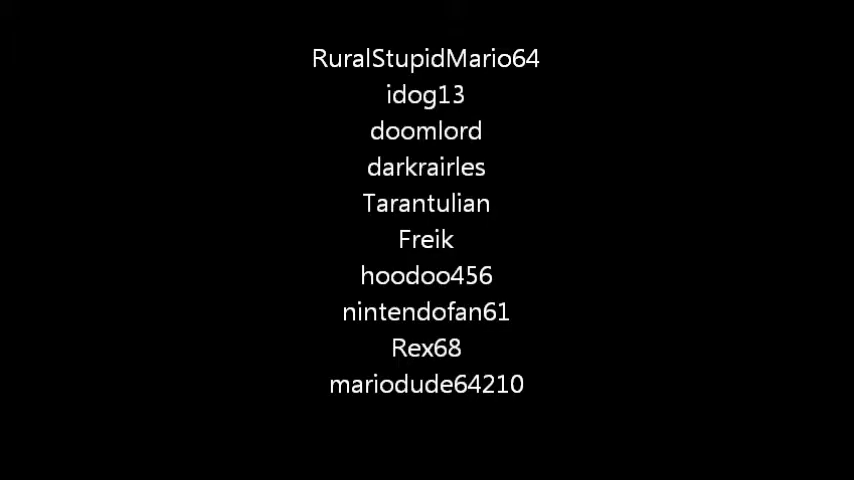 RuralStupidMario64
idog13
doomlord
darkrairles
Tarantulian
Freik
hoodoo456
nintendofan61
Rex68
mariodude64210